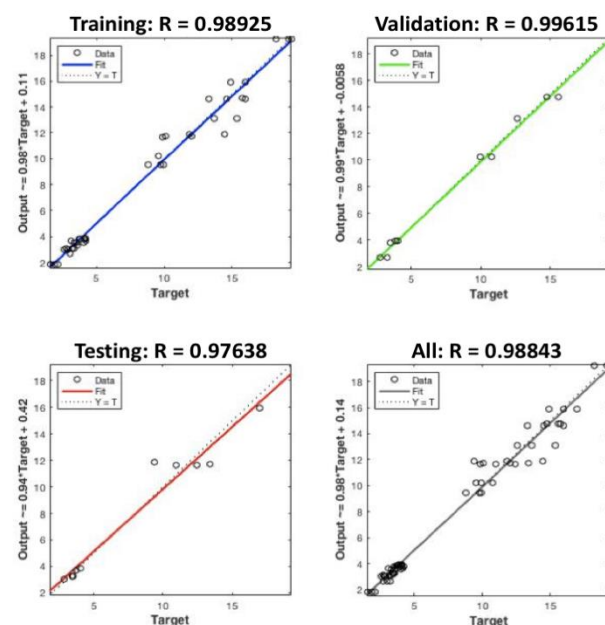 Training: R = 0.98925
Data
Fit
Y = T
Output ~= 0.98*Target + 0.11
18
16
14
12
10
8
6
4
2
5
10
15
Target
Validation: R = 0.99615
Data
Fit
Y = T
Output ~= 0.99*Target + -0.0058
18
16
14
12
10
8
6
4
2
5
10
15
Target
Testing: R = 0.97638
Data
Fit
Y = T
Output ~= 0.94*Target + 0.42
18
16
14
12
10
8
6
4
2
5
10
15
Target
All: R = 0.98843
Data
Fit
Y = T
Output ~= 0.98*Target + 0.14
18
16
14
12
10
8
6
4
2
5
10
15
Target